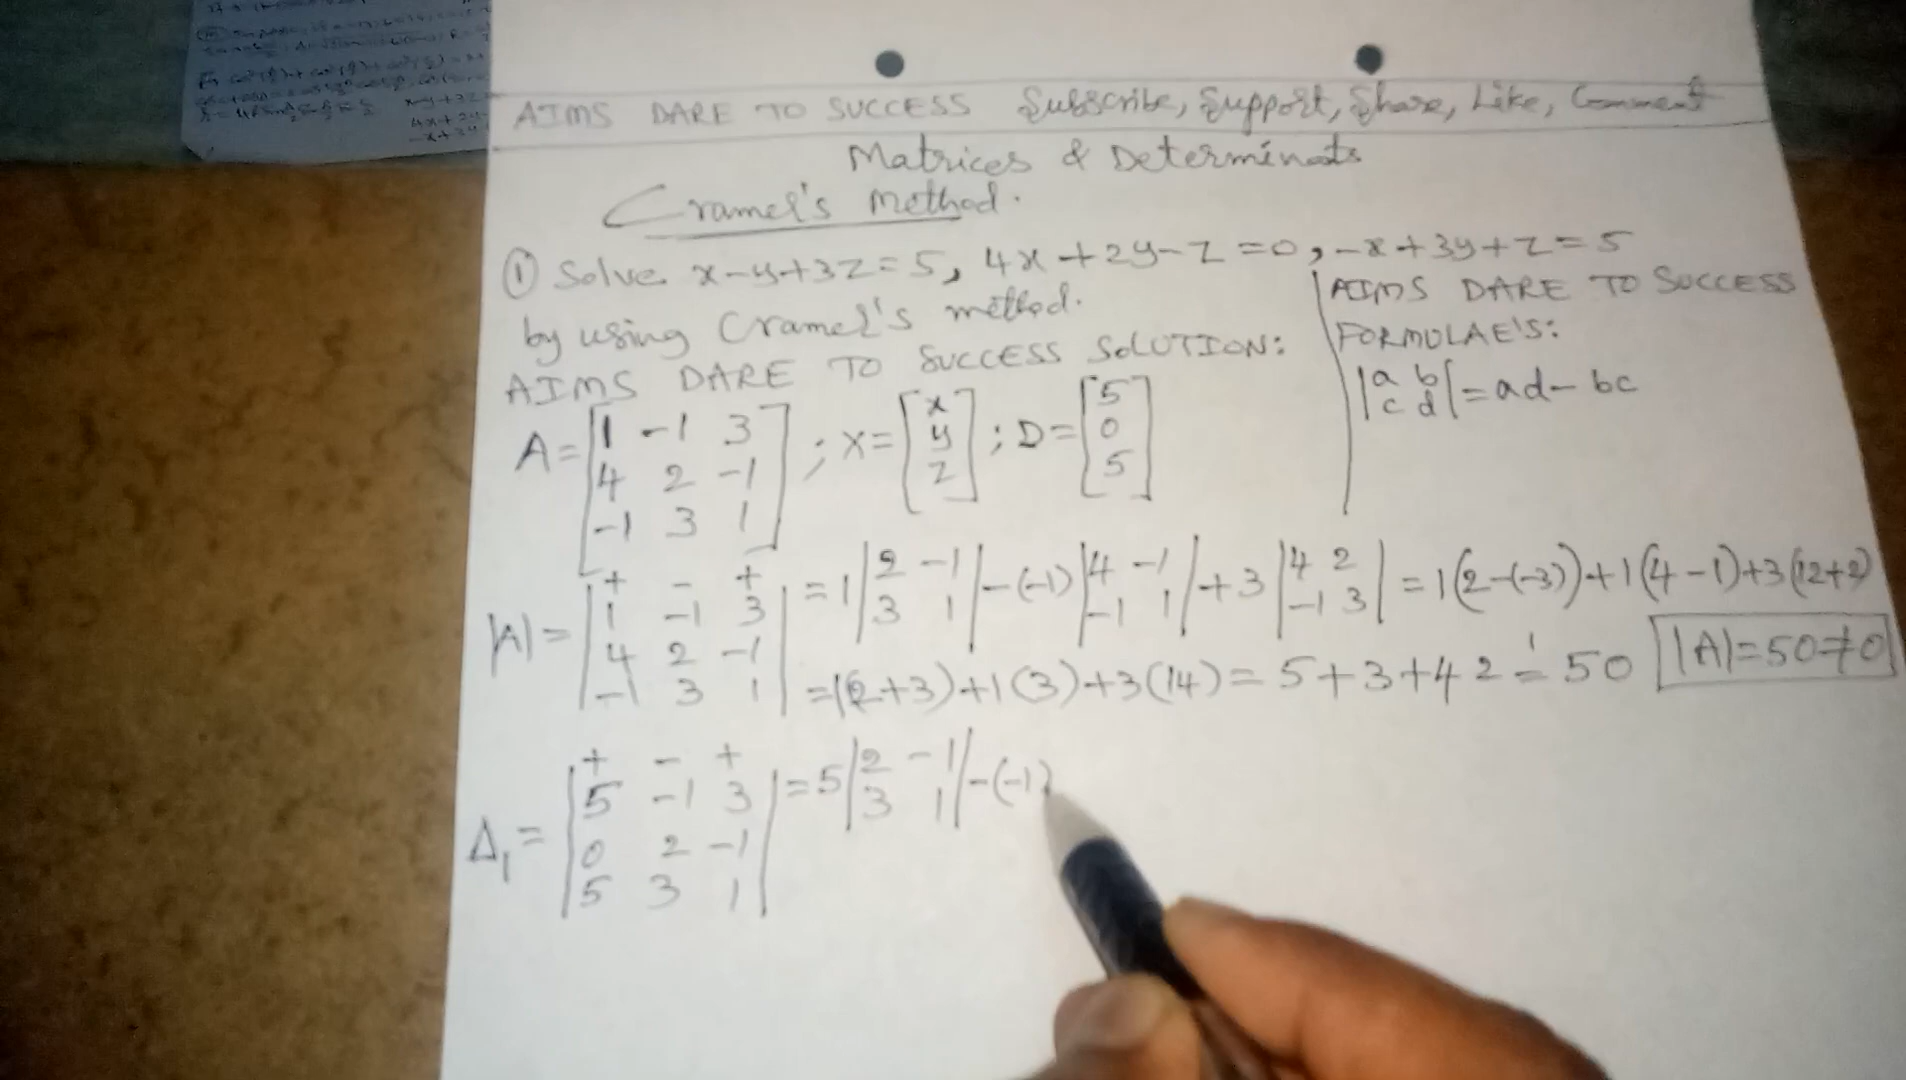 AIMS DARE TO SUCCESS Subscribe, Support, Share, Like, Comment
Matrices & Determinats
Cramer's Method.
① Solve x-y+3z=5, 4x+2y-z=0, -x+3y+z=5
by using Cramer's method.
AIMS DARE TO SUCCESS SOLUTION:
AIMS DARE TO SUCCESS
FORMULAE'S:
|a b|
|c d| = ad-bc
A = [1 -1 3] ; X = [x] ; D = [5]
[4 2 -1] [y] [0]
[-1 3 1] [z] [5]
+ - +
|A| = |1 -1 3| = 1|2 -1| -(-1)|4 -1| +3|4 2| = 1(2-(-3))+1(4-1)+3(12+2)
|4 2 -1| |3 1| |-1 1| |-1 3|
|-1 3 1| = 1(2+3)+1(3)+3(14) = 5+3+42 = 50 |A|=50≠0
+ - +
Δ₁ = |5 -1 3| = 5|2 -1| -(-1)
|0 2 -1| |3 1|
|5 3 1|